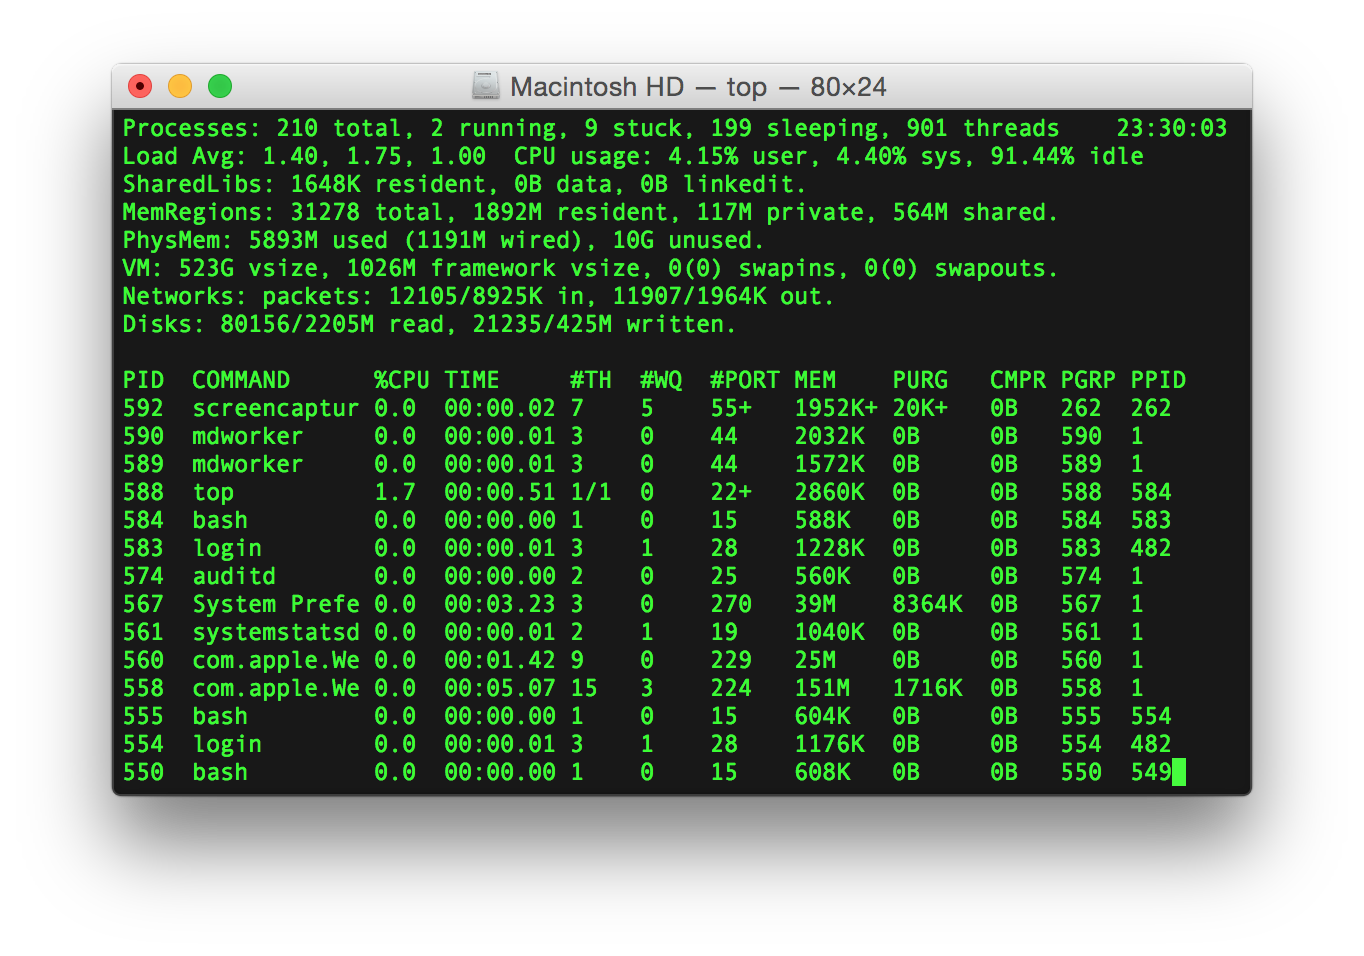 Macintosh HD — top — 80×24
Processes: 210 total, 2 running, 9 stuck, 199 sleeping, 901 threads    23:30:03
Load Avg: 1.40, 1.75, 1.00  CPU usage: 4.15% user, 4.40% sys, 91.44% idle
SharedLibs: 1648K resident, 0B data, 0B linkedit.
MemRegions: 31278 total, 1892M resident, 117M private, 564M shared.
PhysMem: 5893M used (1191M wired), 10G unused.
VM: 523G vsize, 1026M framework vsize, 0(0) swapins, 0(0) swapouts.
Networks: packets: 12105/8925K in, 11907/1964K out.
Disks: 80156/2205M read, 21235/425M written.

PID  COMMAND      %CPU TIME     #TH  #WQ  #PORT MEM    PURG   CMPR PGRP PPID
592  screencaptur 0.0  00:00.02 7    5    55+   1952K+ 20K+   0B   262  262
590  mdworker     0.0  00:00.01 3    0    44    2032K  0B     0B   590  1
589  mdworker     0.0  00:00.01 3    0    44    1572K  0B     0B   589  1
588  top          1.7  00:00.51 1/1  0    22+   2860K  0B     0B   588  584
584  bash         0.0  00:00.00 1    0    15    588K   0B     0B   584  583
583  login        0.0  00:00.01 3    1    28    1228K  0B     0B   583  482
574  auditd       0.0  00:00.00 2    0    25    560K   0B     0B   574  1
567  System Prefe 0.0  00:03.23 3    0    270   39M    8364K  0B   567  1
561  systemstatsd 0.0  00:00.01 2    1    19    1040K  0B     0B   561  1
560  com.apple.We 0.0  00:01.42 9    0    229   25M    0B     0B   560  1
558  com.apple.We 0.0  00:05.07 15   3    224   151M   1716K  0B   558  1
555  bash         0.0  00:00.00 1    0    15    604K   0B     0B   555  554
554  login        0.0  00:00.01 3    1    28    1176K  0B     0B   554  482
550  bash         0.0  00:00.00 1    0    15    608K   0B     0B   550  549